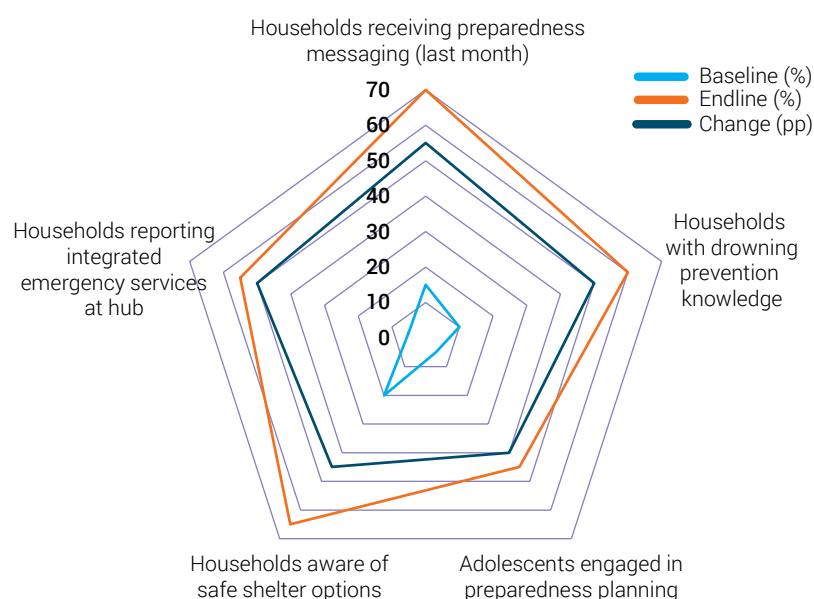 Households receiving preparedness
messaging (last month)
Baseline (%)
Endline (%)
Change (pp)
70
60
50
40
30
20
10
0
Households
with drowning
prevention
knowledge
Households reporting
integrated
emergency services
at hub
Households aware of
safe shelter options
Adolescents engaged in
preparedness planning